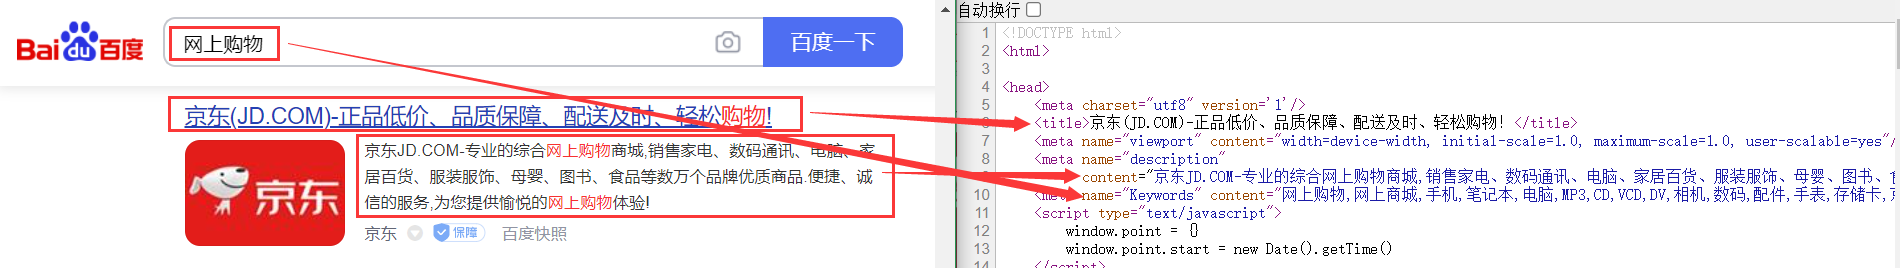 Bai du 百度
网上购物
百度一下
京东(JD.COM)-正品低价、品质保障、配送及时、轻松购物!
京东
京东JD.COM-专业的综合网上购物商城,销售家电、数码通讯、电脑、家
居百货、服装服饰、母婴、图书、食品等数万个品牌优质商品.便捷、诚
信的服务,为您提供愉悦的网上购物体验!
京东 保障 百度快照
自动换行
1 <!DOCTYPE html>
2 <html>
3
4 <head>
5 <meta charset="utf8" version='1'/>
<title>京东(JD.COM)-正品低价、品质保障、配送及时、轻松购物!</title>
7 <meta name="viewport" content="width=device-width, initial-scale=1.0, maximum-scale=1.0, user-scalable=yes"/
8 <meta name="description"
content="京东JD.COM-专业的综合网上购物商城,销售家电、数码通讯、电脑、家居百货、服装服饰、母婴、图书、
10 name="Keywords" content="网上购物,网上商城,手机,笔记本,电脑,MP3,CD,VCD,DV,相机,数码,配件,手表,存储卡,
11 <script type="text/javascript">
12 window.point = {}
13 window.point.start = new Date().getTime()
14 </script>